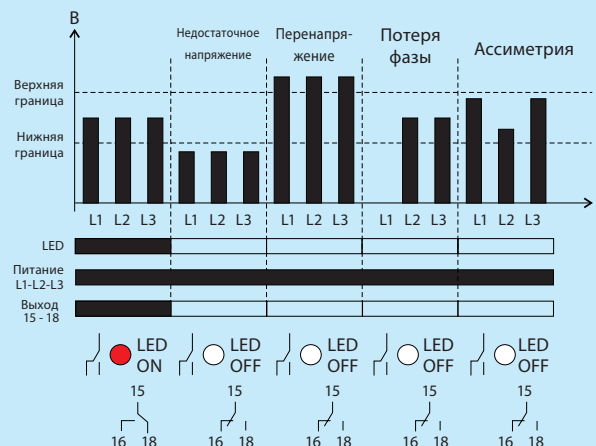 В
Недостаточное
напряжение
Перенапря-
жение
Потеря
фазы
Ассиметрия
Верхняя
граница
Нижняя
граница
L1 L2 L3 L1 L2 L3 L1 L2 L3 L1 L2 L3 L1 L2 L3
LED
Питание
L1-L2-L3
Выход
15 - 18
LED
ON
LED
OFF
LED
OFF
LED
OFF
LED
OFF
15 15 15 15 15
16 18 16 18 16 18 16 18 16 18